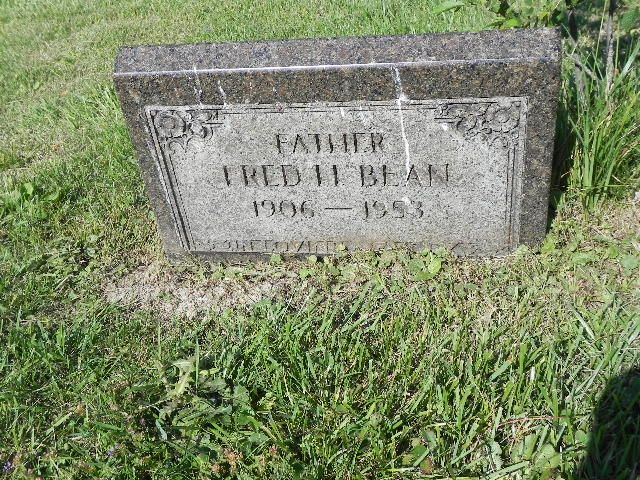 FATHER
FRED H. BEAN
1906 — 1953